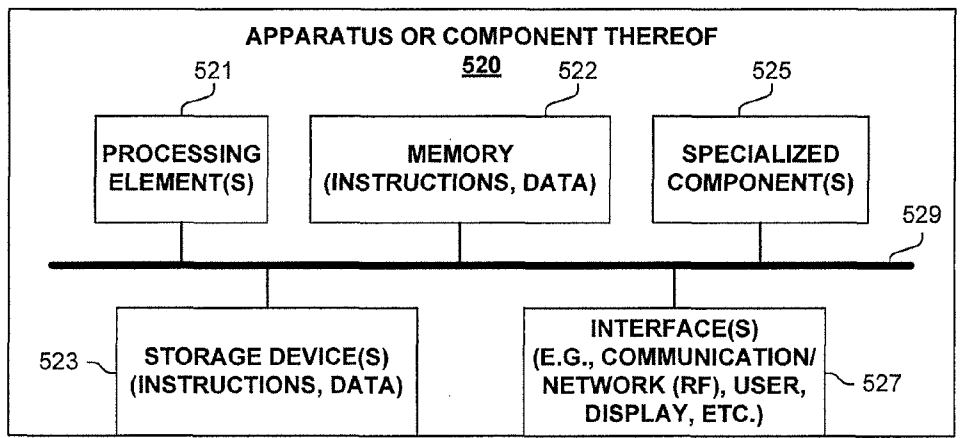 APPARATUS OR COMPONENT THEREOF
520
521
522
525
PROCESSING
ELEMENT(S)
MEMORY
(INSTRUCTIONS, DATA)
SPECIALIZED
COMPONENT(S)
529
523
STORAGE DEVICE(S)
(INSTRUCTIONS, DATA)
INTERFACE(S)
(E.G., COMMUNICATION/
NETWORK (RF), USER,
DISPLAY, ETC.)
527